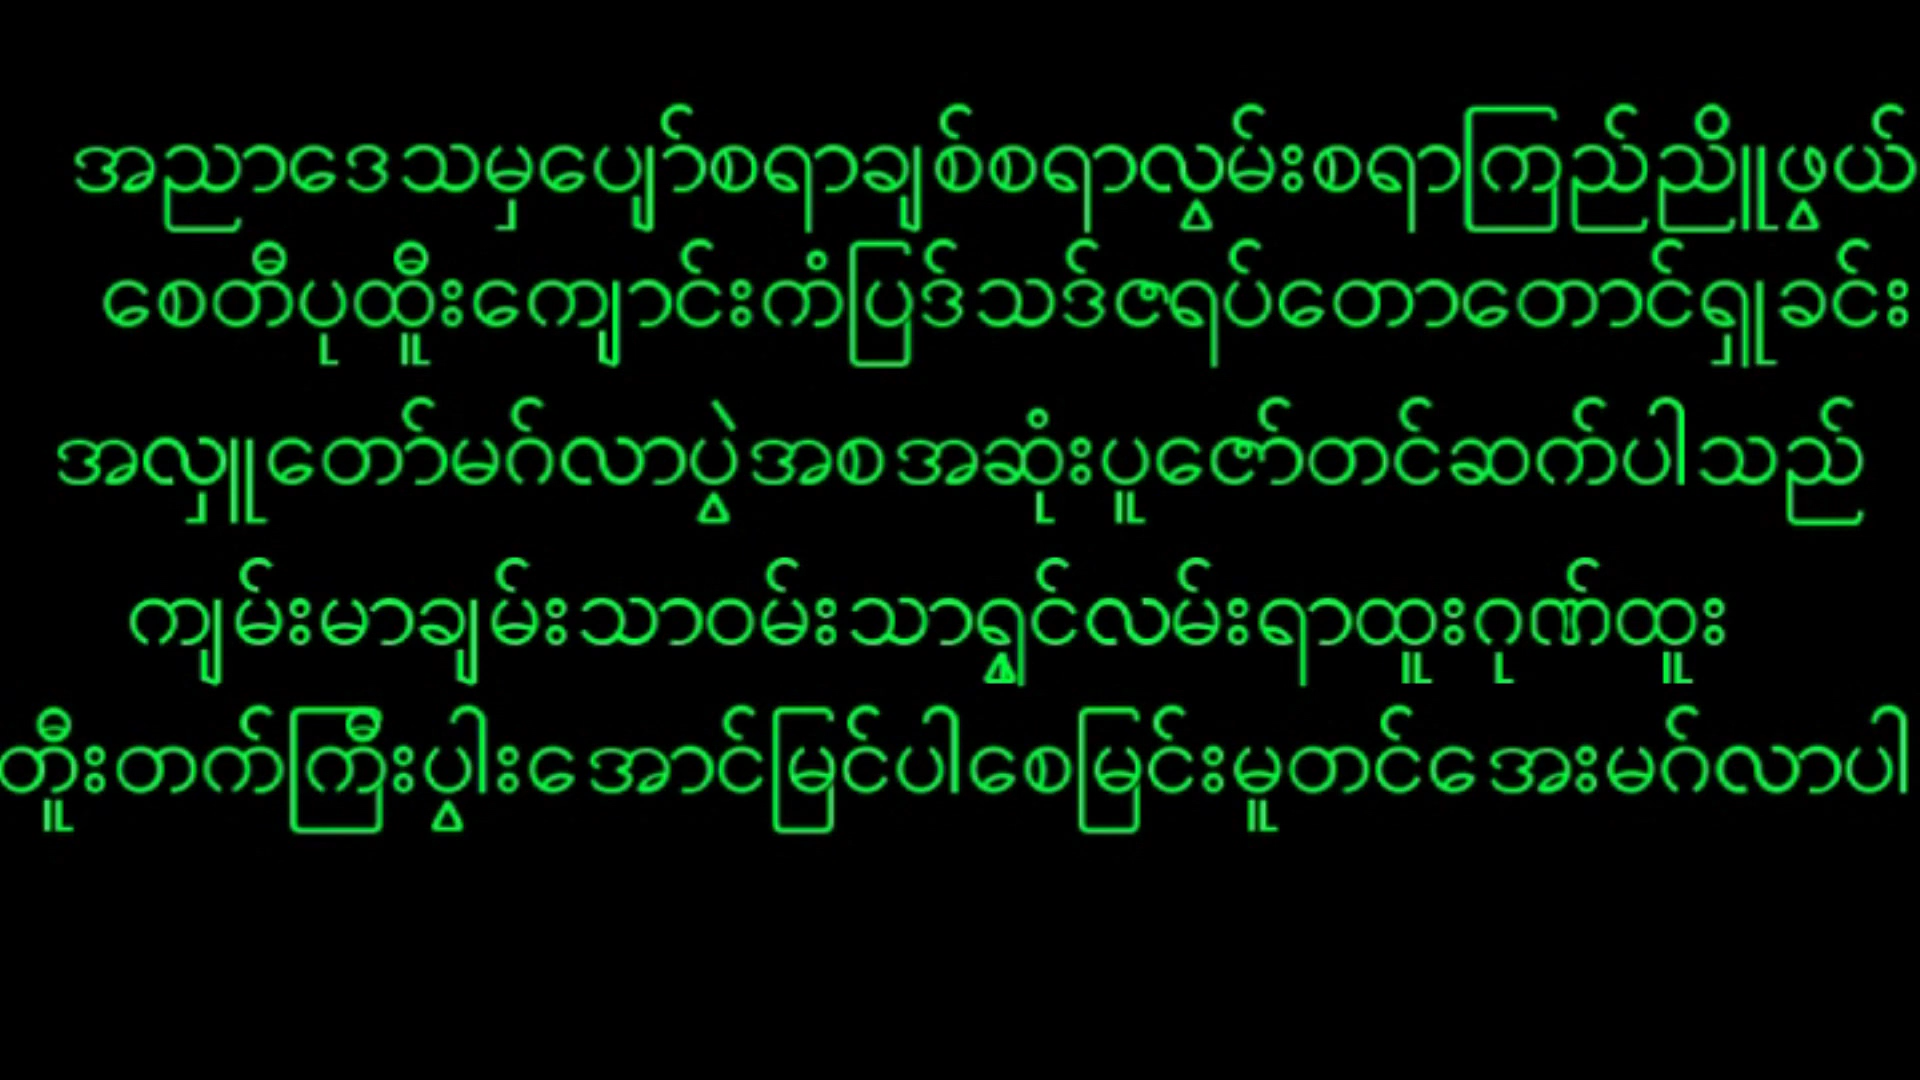 အညာဒေသမှပျော်စရာချစ်စရာလွမ်းစရာကြည်ညိူဖွယ်
စေတီပုထိူးကျောင်းကံပြဒ်သဒ်ဇာရပ်တောတောင်ရှုခင်း
အလှူတော်မင်္ဂလာပွဲအစအဆုံးပူဇော်တင်ဆက်ပါသည်
ကျမ်းမာချမ်းသာဝမ်းသာရွှင်လမ်းရာထူးဂုဏ်ထူး
တီူးတက်ကြီးပွါးအောင်မြင်ပါစေမြင်းမူတင်အေးမင်္ဂလာပါ